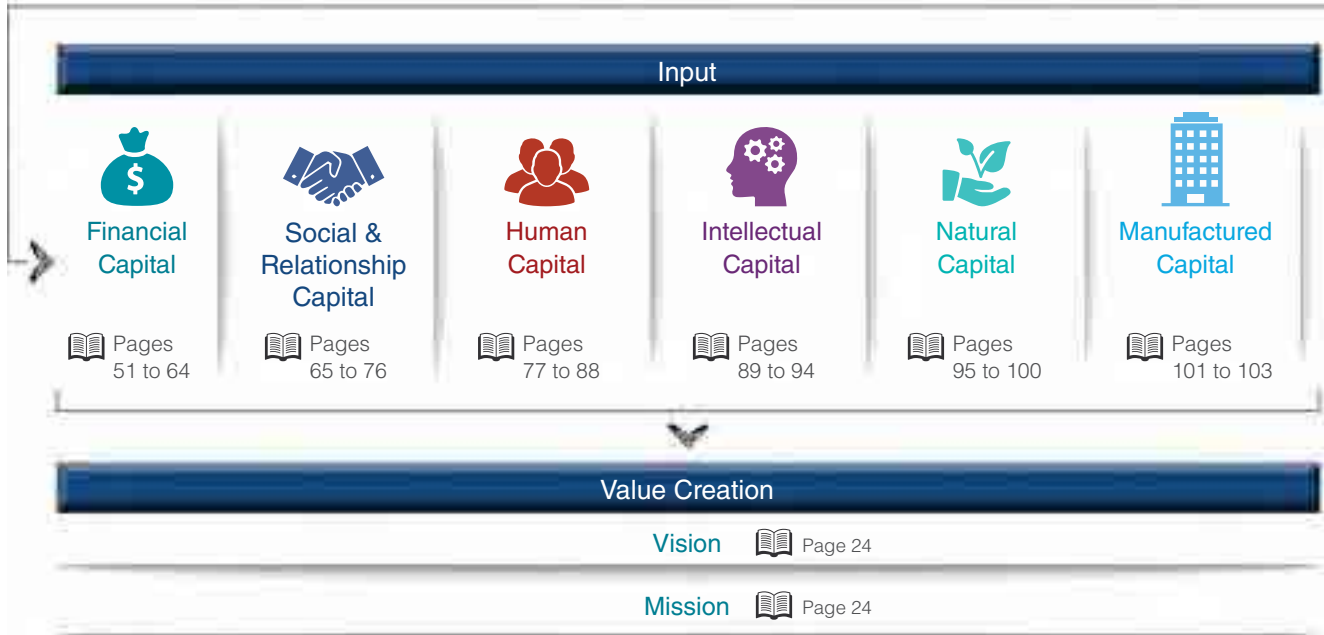 Input
$
Financial
Capital
Pages
51 to 64
Social &
Relationship
Capital
Pages
65 to 76
Human
Capital
Pages
77 to 88
Intellectual
Capital
Pages
89 to 94
Natural
Capital
Pages
95 to 100
Manufactured
Capital
Pages
101 to 103
Value Creation
Vision Page 24
Mission Page 24